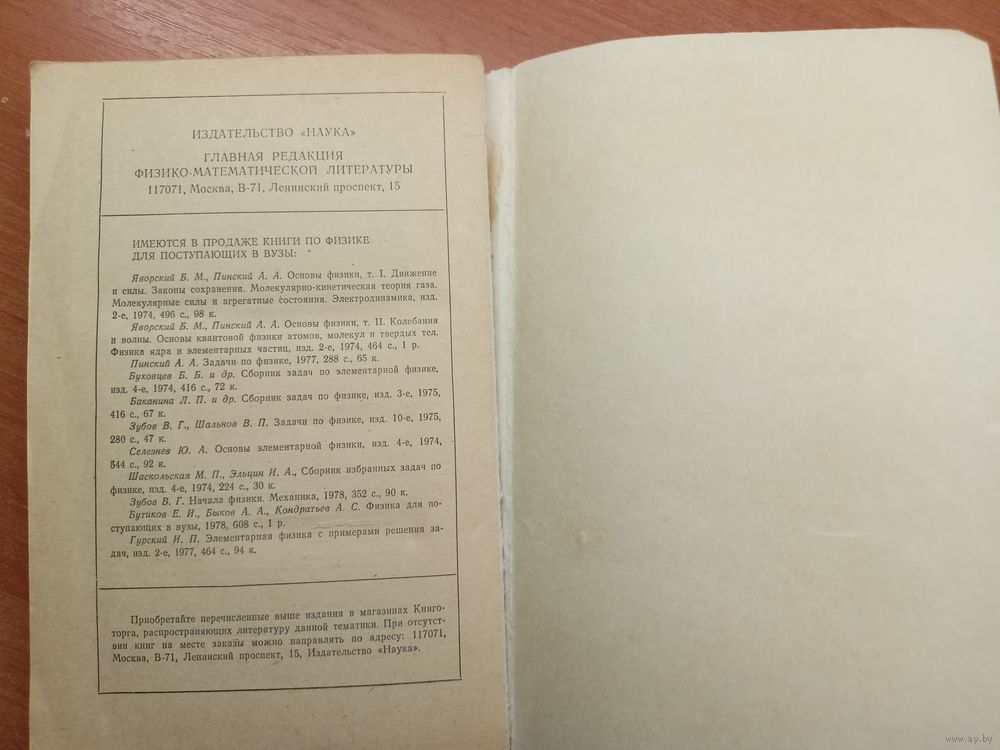 ИЗДАТЕЛЬСТВО «НАУКА»
ГЛАВНАЯ РЕДАКЦИЯ
ФИЗИКО-МАТЕМАТИЧЕСКОЙ ЛИТЕРАТУРЫ
117071, Москва, В-71, Ленинский проспект, 15
ИМЕЮТСЯ В ПРОДАЖЕ КНИГИ ПО ФИЗИКЕ
ДЛЯ ПОСТУПАЮЩИХ В ВУЗЫ:
Яворский Б. М., Пинский А. А. Основы физики, т. I. Движение
и силы. Законы сохранения. Молекулярно-кинетическая теория газа.
Молекулярные силы и агрегатные состояния. Электродинамика, изд.
2-е, 1974, 496 с., 98 к.
Яворский Б. М., Пинский А. А. Основы физики, т. II. Колебания
и волны. Основы квантовой физики атомов, молекул и твердых тел.
Физика ядра и элементарных частиц, изд. 2-е, 1974, 464 с., 1 р.
Пинский А. А. Задачи по физике, 1977, 288 с., 65 к.
Буховцев Б. Б. и др. Сборник задач по элементарной физике,
изд. 4-е, 1974, 416 с., 72 к.
Баканина Л. П. и др. Сборник задач по физике, изд. 3-е, 1975,
416 с., 67 к.
Зубов В. Г., Шальнов В. П. Задачи по физике, изд. 10-е, 1975,
280 с., 47 к.
Селезнев Ю. А. Основы элементарной физики, изд. 4-е, 1974,
544 с., 92 к.
Шаскольская М. П., Эльцин И. А., Сборник избранных задач по
физике, изд. 4-е, 1974, 224 с., 30 к.
Зубов В. Г. Начала физики. Механика, 1978, 352 с., 90 к.
Бутиков Е. И., Быков А. А., Кондратьев А. С. Физика для по-
ступающих в вузы, 1978, 608 с., 1 р.
Гурский И. П. Элементарная физика с примерами решения за-
дач, изд. 2-е, 1977, 464 с., 94 к.
Приобретайте перечисленные выше издания в магазинах Книго-
торга, распространяющих литературу данной тематики. При отсутст-
вии книг на месте заказы можно направлять по адресу: 117071,
Москва, В-71, Ленинский проспект, 15, Издательство «Наука».
www.ay.by